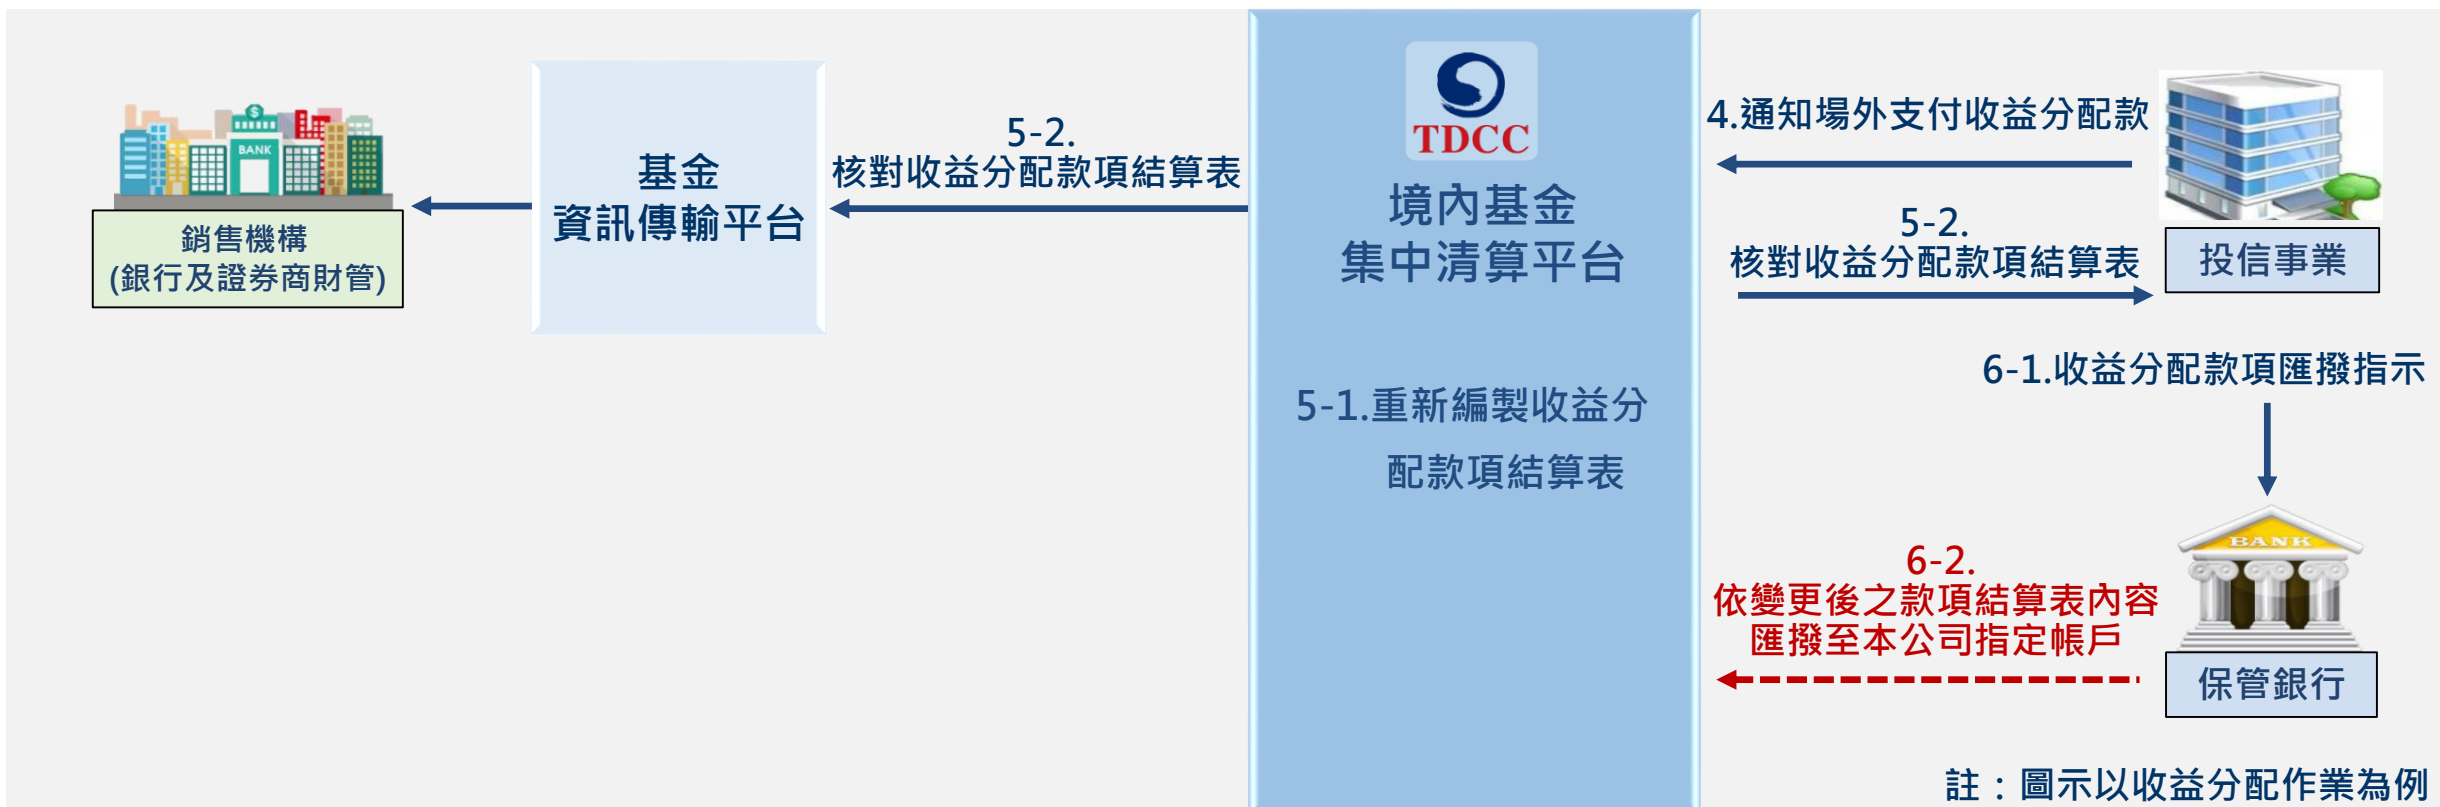 BANK
銷售機構
(銀行及證券商財管)
基金
資訊傳輸平台
5-2.
核對收益分配款項結算表
TDCC
境內基金
集中清算平台
5-1.重新編製收益分
配款項結算表
4.通知場外支付收益分配款
5-2.
核對收益分配款項結算表
投信事業
6-1.收益分配款項匯撥指示
BANK
6-2.
依變更後之款項結算表內容
匯撥至本公司指定帳戶
保管銀行
註：圖示以收益分配作業為例